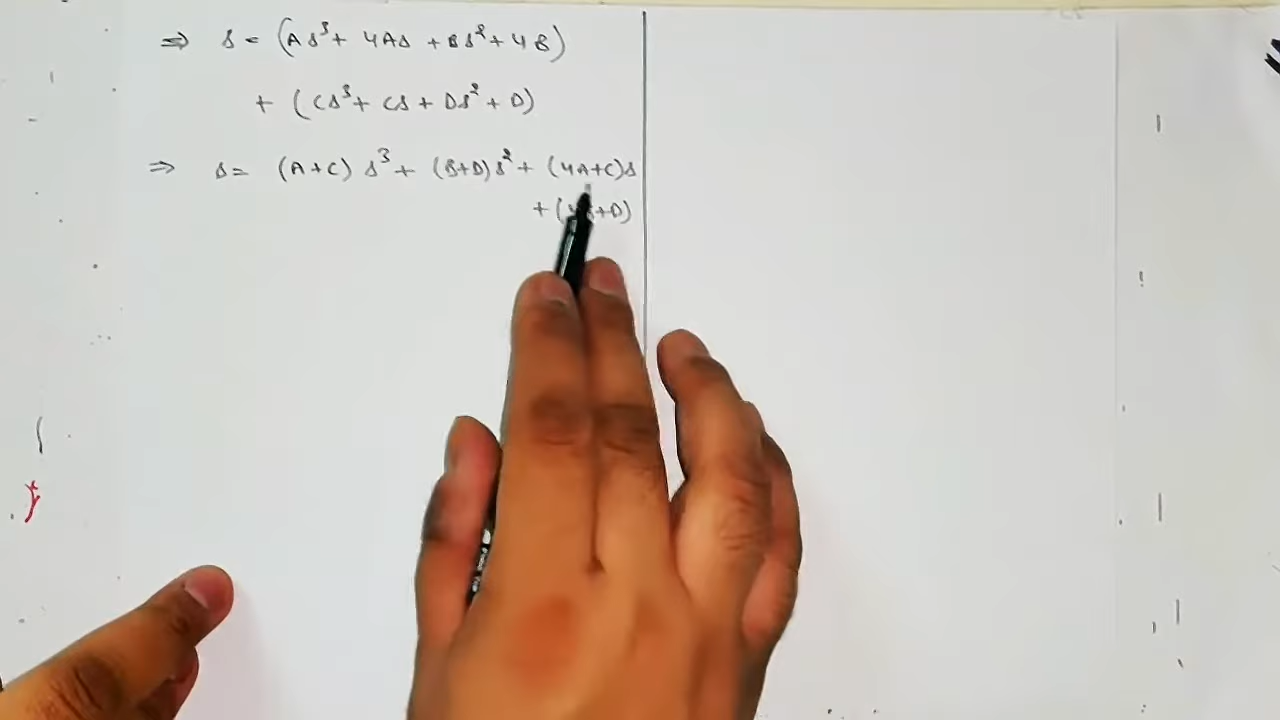 ⇒ s = (As³ + 4As + Bs² + 4B)
+ (Cs³ + Cs + Ds² + D)
⇒ s = (A+C) s³ + (B+D)s² + (4A+C)s
+ ( +D)